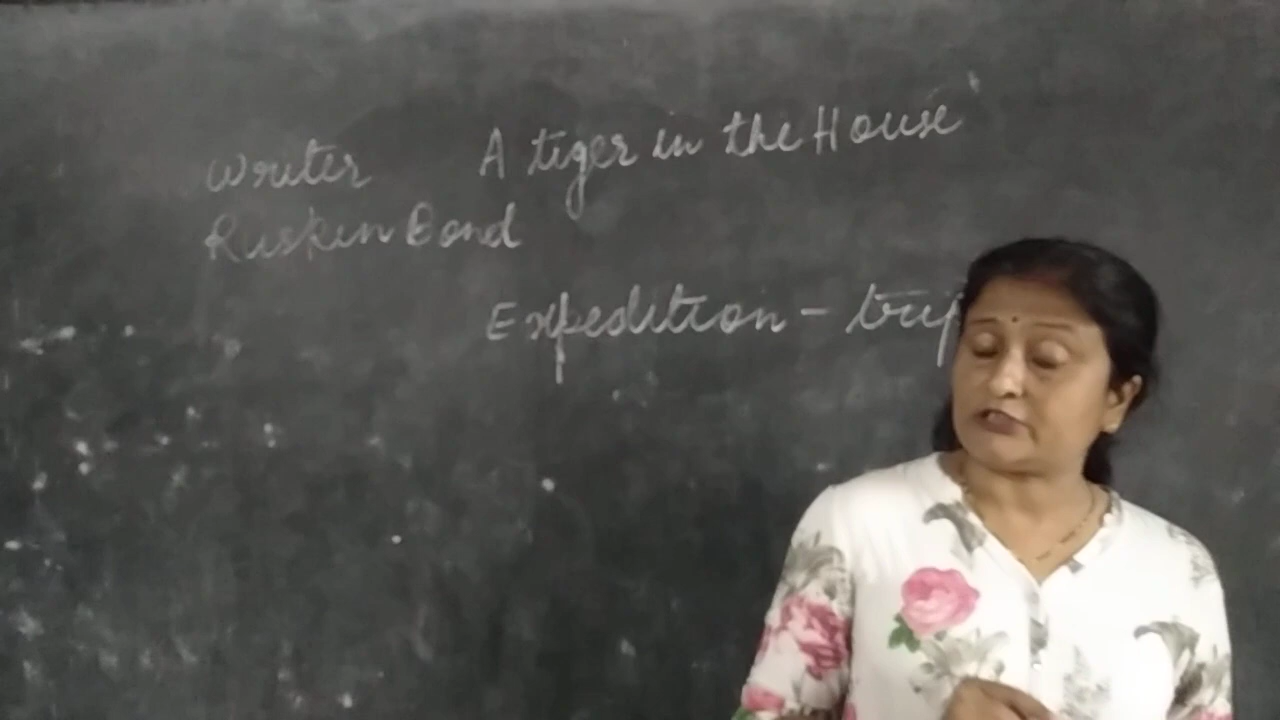 A tiger in the House
Writer
Ruskin Bond
Expedition - trip